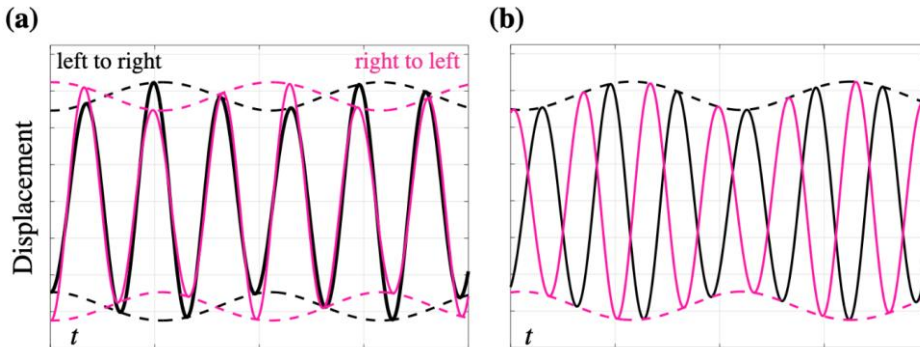 (a)
(b)
left to right
right to left
Displacement
t
t